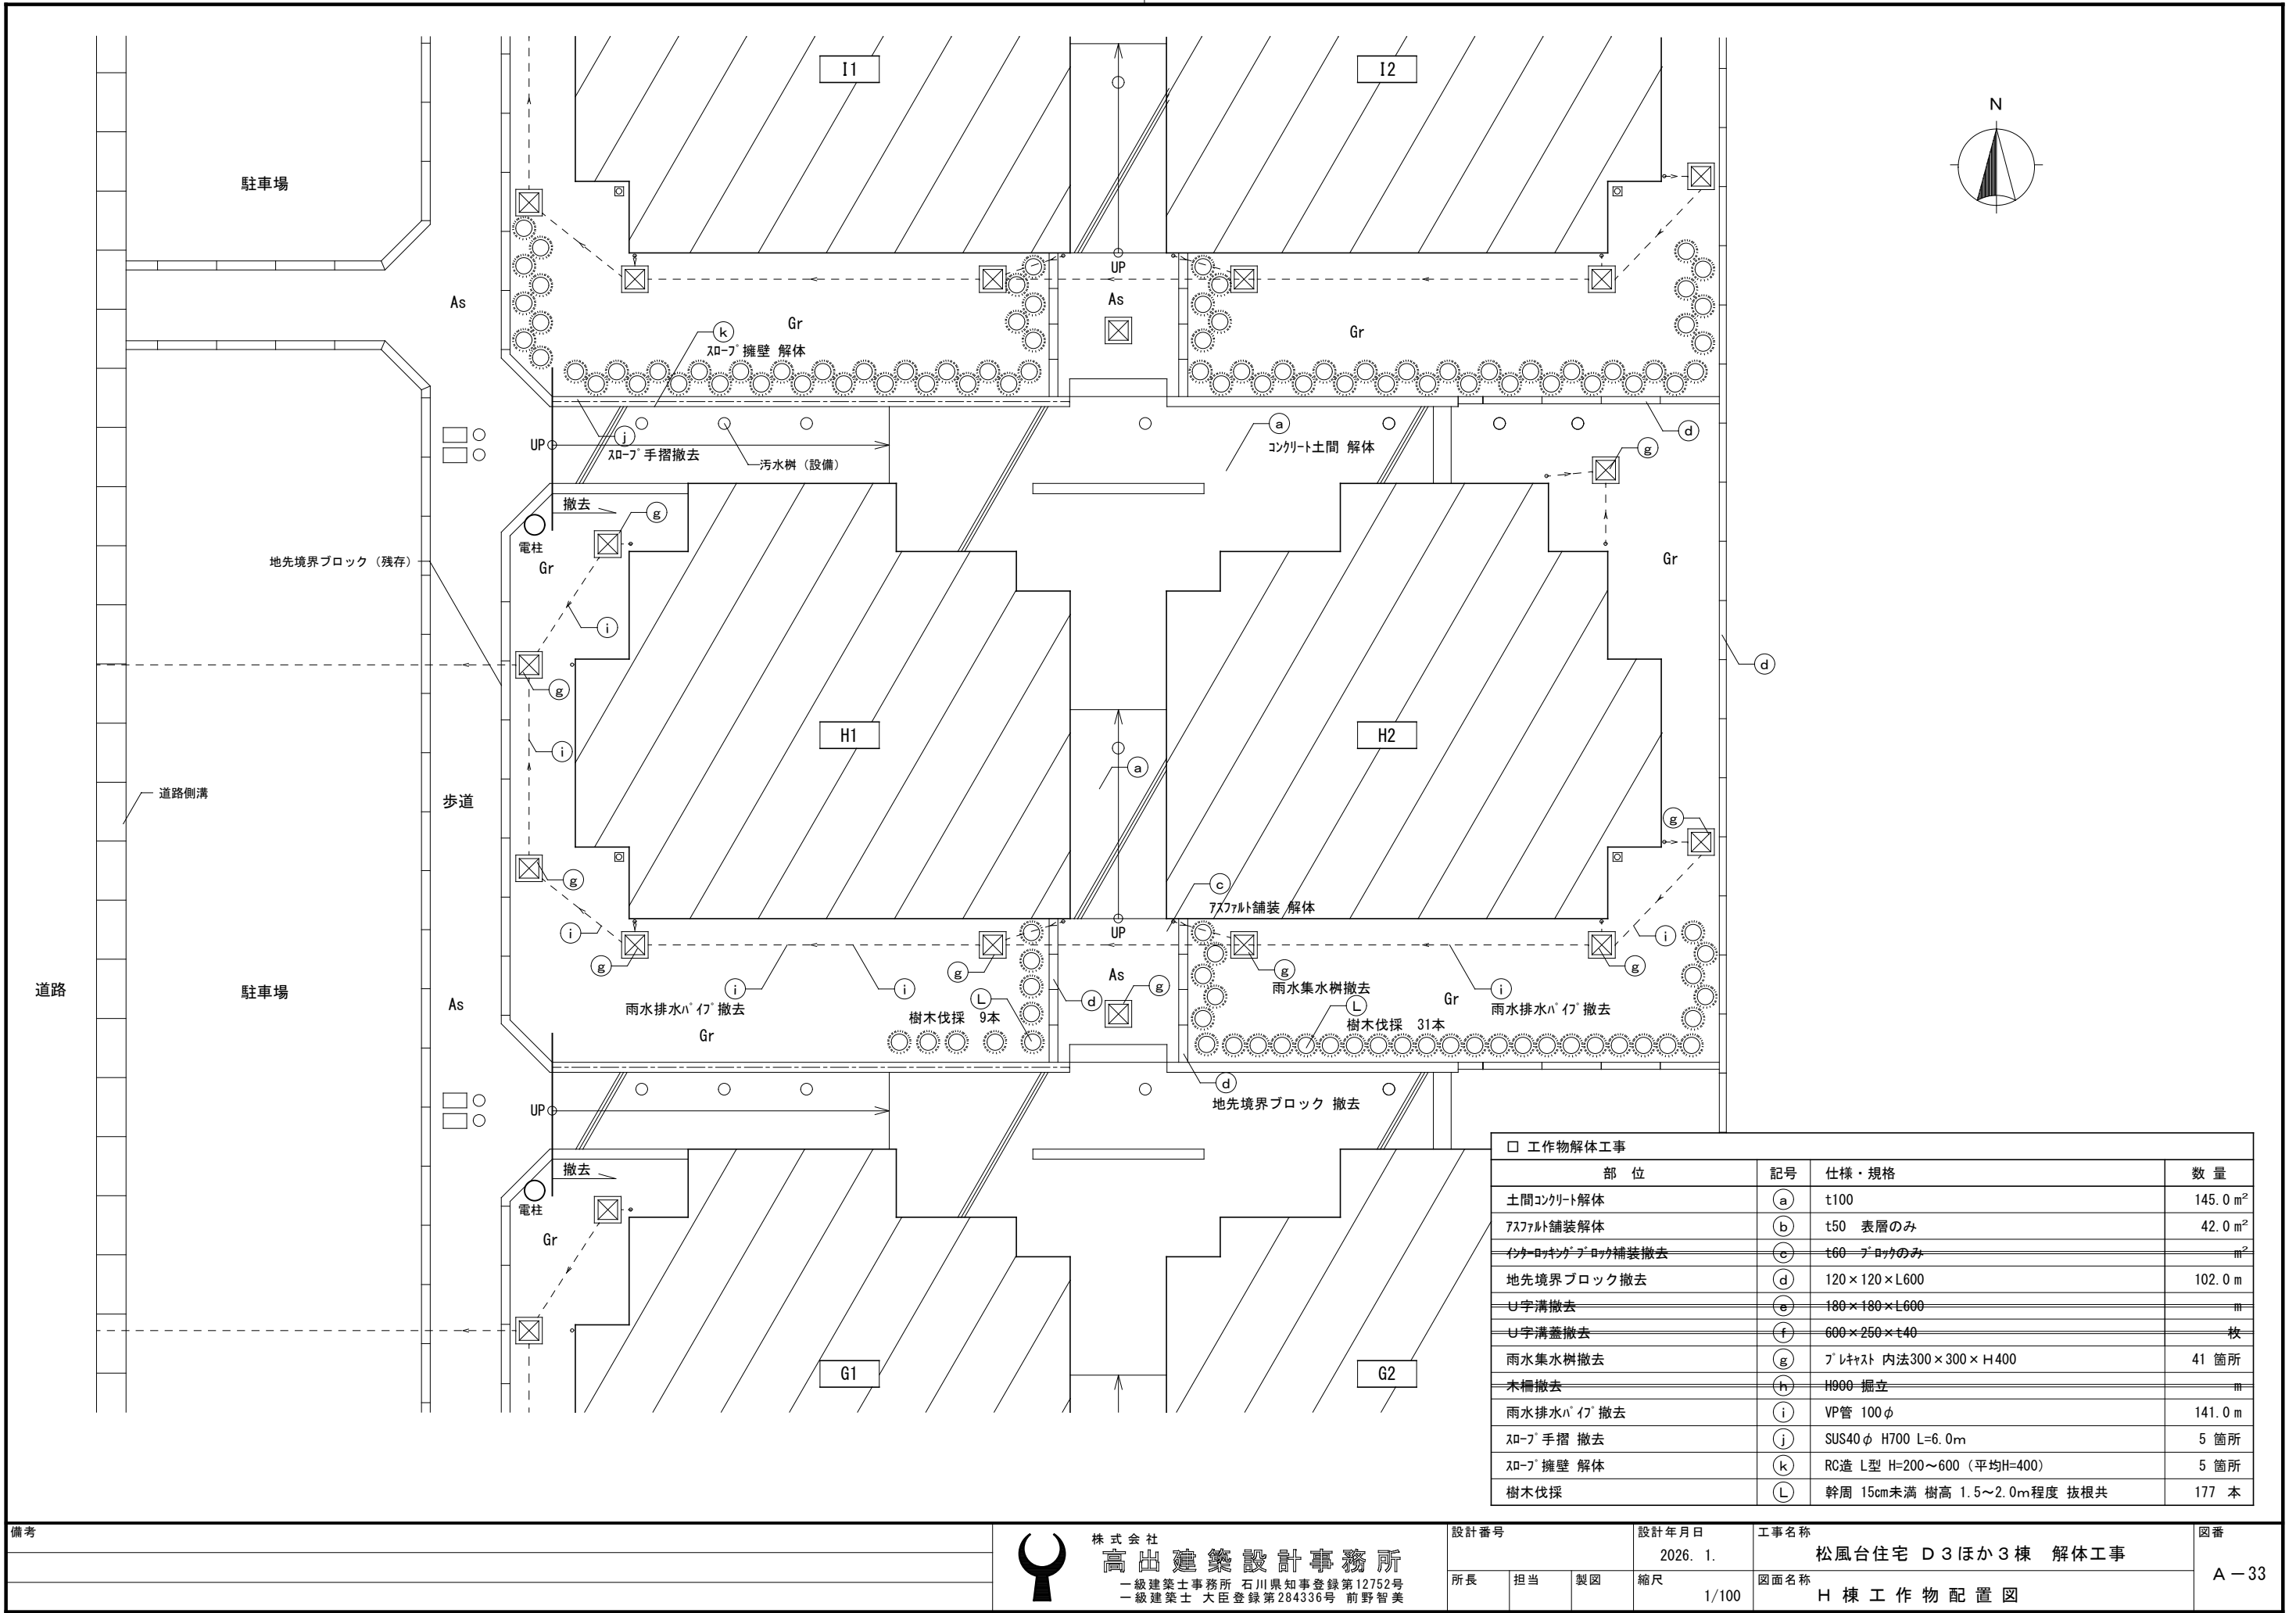 I1
I2
N
駐車場
As
UP
As
Gr
Gr
k
ｽﾛｰﾌﾟ擁壁 解体
j
ｽﾛｰﾌﾟ手摺撤去
UP
汚水桝（設備）
a
ｺﾝｸﾘｰﾄ土間 解体
d
g
撤去
g
電柱
Gr
地先境界ブロック（残存）
Gr
i
d
g
H1
H2
i
a
道路側溝
歩道
g
g
c
ｱｽﾌｧﾙﾄ舗装 解体
i
UP
i
g
g
As
g
g
g
道路
駐車場
As
i
i
d
雨水集水桝撤去
Gr
i
雨水排水ﾊﾟｲﾌﾟ撤去
L
樹木伐採 9本
L
樹木伐採 31本
雨水排水ﾊﾟｲﾌﾟ撤去
Gr
d
地先境界ブロック 撤去
UP
撤去
電柱
Gr
G1
G2
□ 工作物解体工事
部 位 記号 仕様・規格 数 量
土間ｺﾝｸﾘｰﾄ解体 a t100 145.0 m²
ｱｽﾌｧﾙﾄ舗装解体 b t50 表層のみ 42.0 m²
ｲﾝﾀｰﾛｯｷﾝｸﾞﾌﾞﾛｯｸ補装撤去 c t60 ﾌﾞﾛｯｸのみ m²
地先境界ブロック撤去 d 120×120×L600 102.0 m
U字溝撤去 e 180×180×L600 m
U字溝蓋撤去 f 600×250×t40 枚
雨水集水桝撤去 g ﾌﾟﾚｷｬｽﾄ 内法300×300×H400 41 箇所
木柵撤去 h H900 掘立 m
雨水排水ﾊﾟｲﾌﾟ撤去 i VP管 100φ 141.0 m
ｽﾛｰﾌﾟ手摺 撤去 j SUS40φ H700 L=6.0m 5 箇所
ｽﾛｰﾌﾟ擁壁 解体 k RC造 L型 H=200～600（平均H=400） 5 箇所
樹木伐採 L 幹周 15cm未満 樹高 1.5～2.0m程度 抜根共 177 本
備考
株式会社
高出建築設計事務所
一級建築士事務所 石川県知事登録第12752号
一級建築士 大臣登録第284336号 前野智美
設計番号
設計年月日
2026. 1.
工事名称
松風台住宅 D3ほか3棟 解体工事
図番
A－33
所長
担当
製図
縮尺
1/100
図面名称
H棟工作物配置図